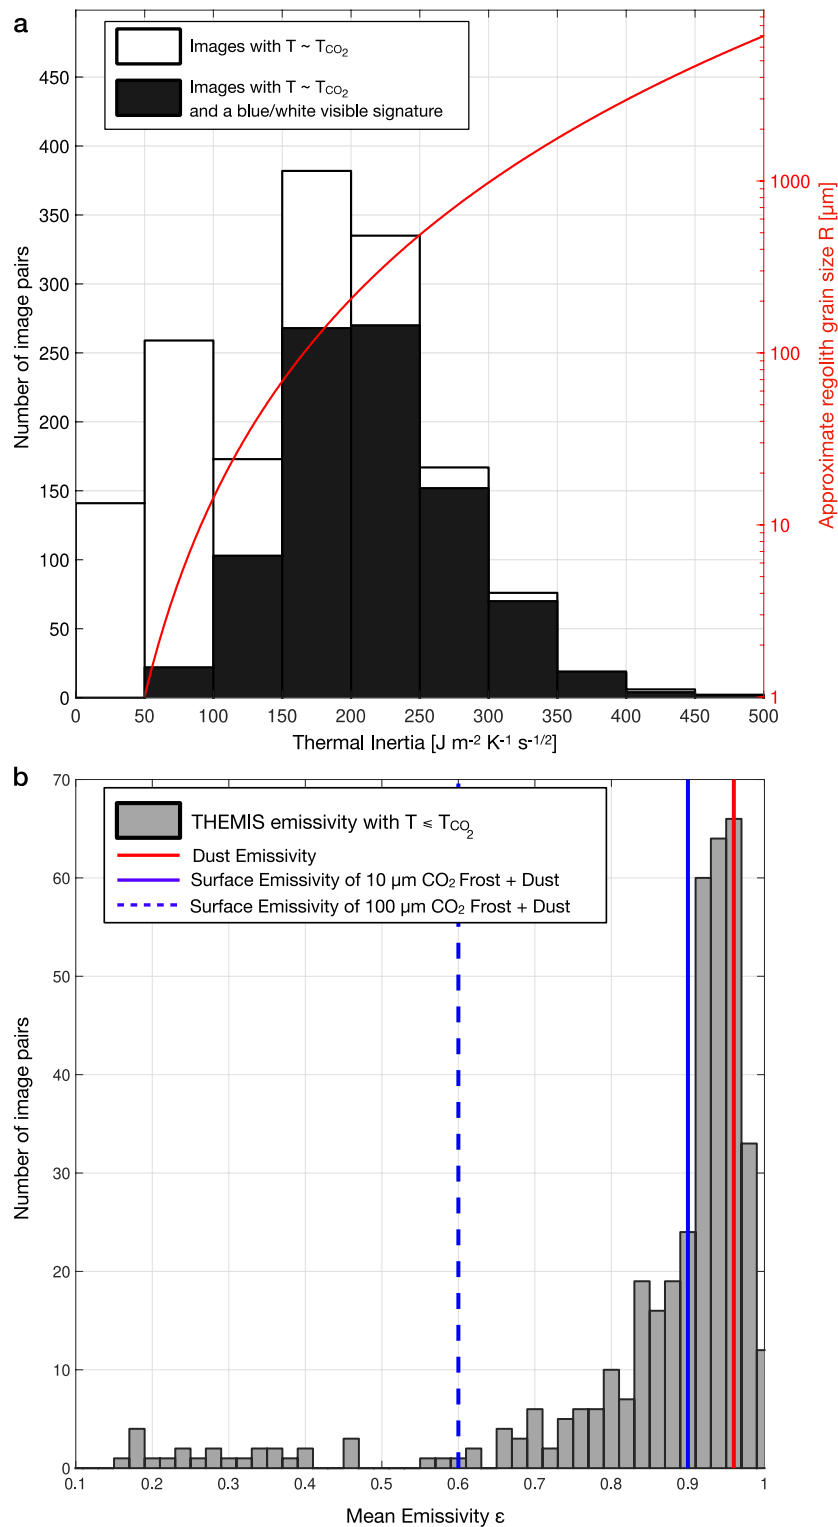 a
Images with T ~ TCO2
Images with T ~ TCO2
and a blue/white visible signature
450
400
350
300
250
200
150
100
50
0
Number of image pairs
1000
100
10
1
Approximate regolith grain size R [μm]
0 50 100 150 200 250 300 350 400 450 500
Thermal Inertia [J m-2 K-1 s-1/2]
b
THEMIS emissivity with T ⩽ TCO2
Dust Emissivity
Surface Emissivity of 10 μm CO2 Frost + Dust
Surface Emissivity of 100 μm CO2 Frost + Dust
70
60
50
40
30
20
10
0
Number of image pairs
0.1 0.2 0.3 0.4 0.5 0.6 0.7 0.8 0.9 1
Mean Emissivity ε